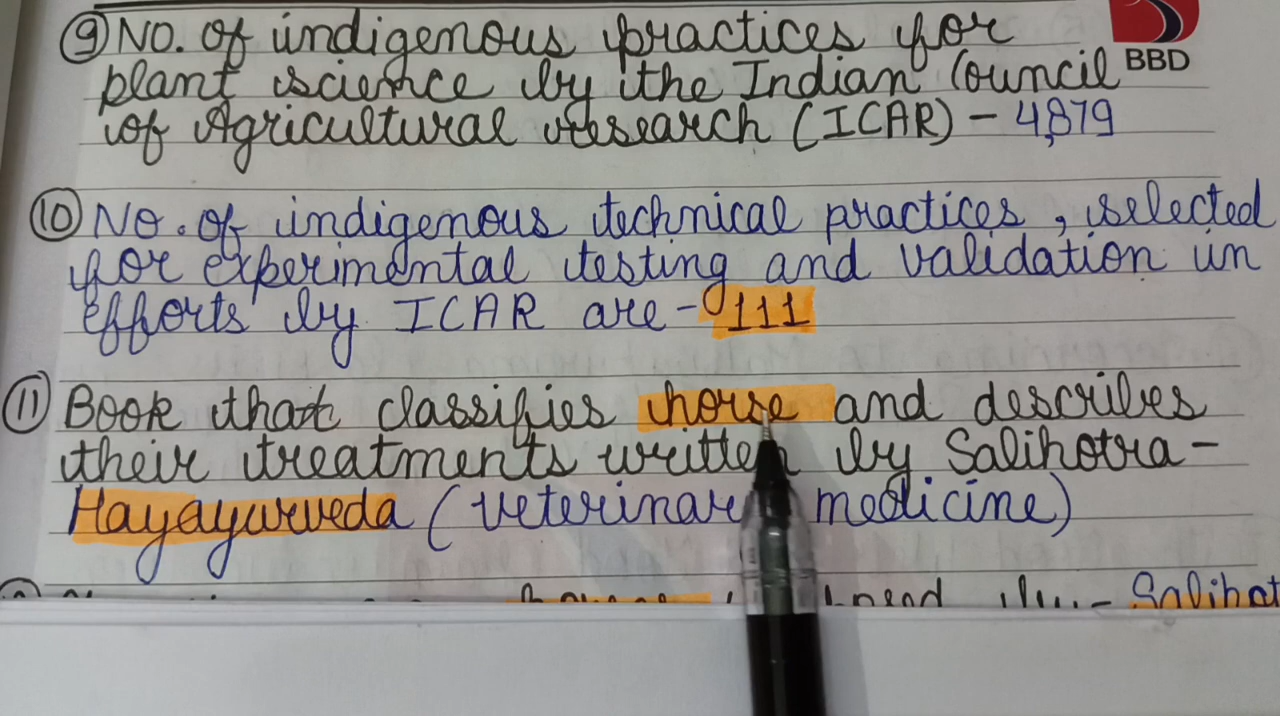 ⑨ No. of indigenous practices for
BBD
plant science by the Indian Council
of Agricultural research (ICAR) - 4,879
⑩ No. of indigenous technical practices, selected
for experimental testing and validation in
efforts by ICAR are - 111
⑪ Book that classifies horse and describes
their treatments written by Salihotra -
Hayayurveda (veterinary medicine)
Salihot